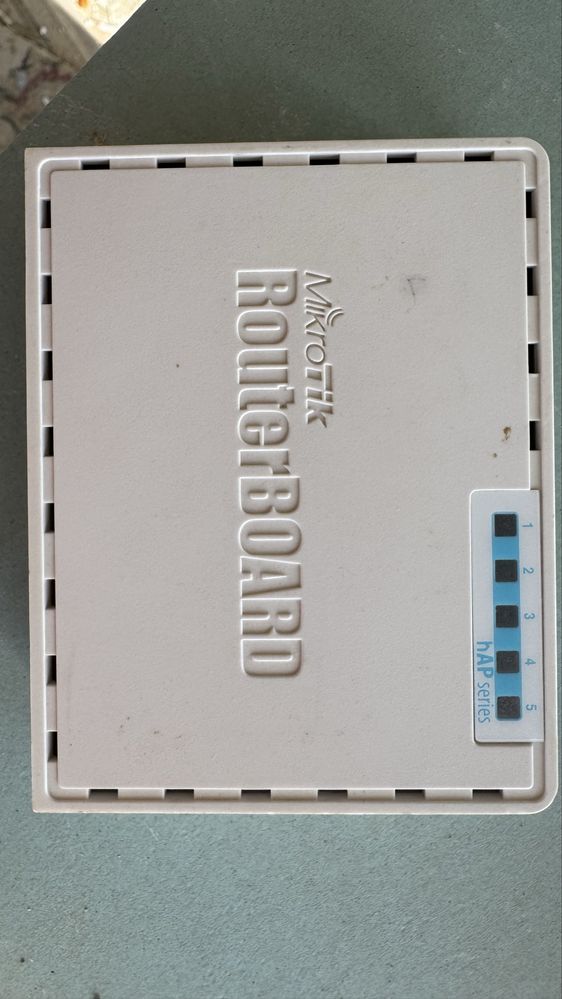 MikroTik
RouterBOARD
1 2 3 4 5
hAP series